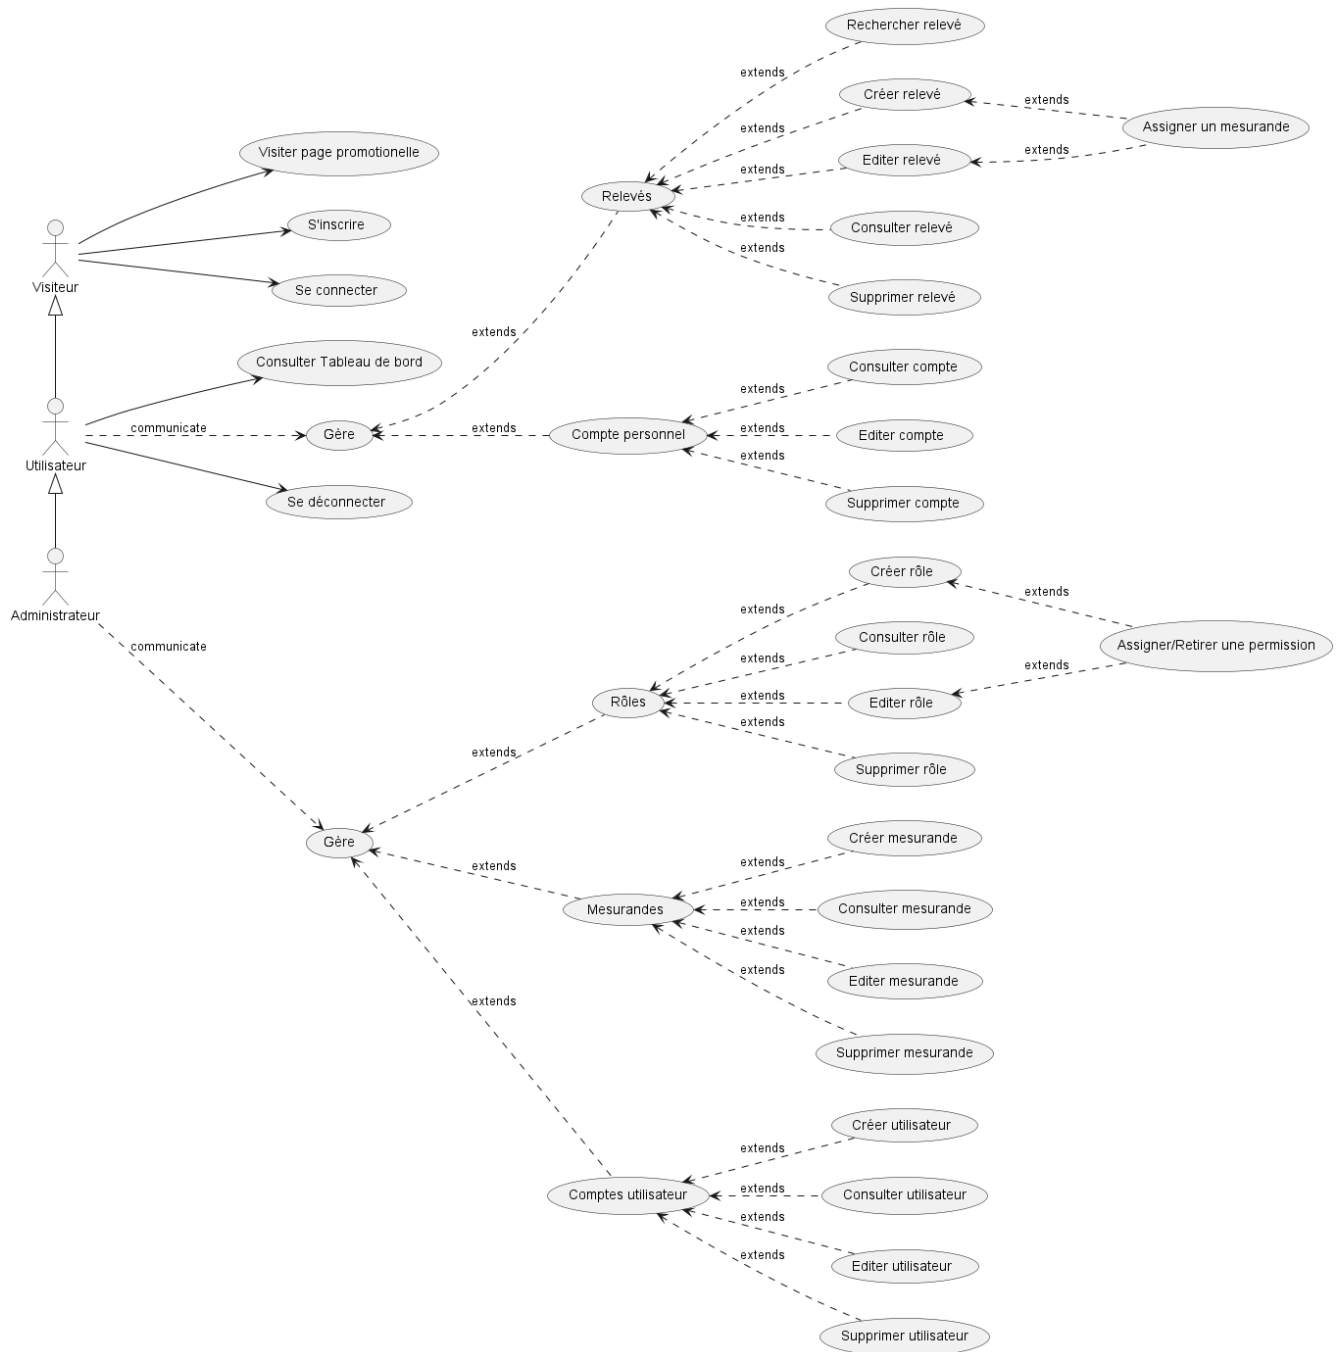 Rechercher relevé
extends
Créer relevé
extends
extends
Assigner un mesurande
Visiter page promotionelle
Editer relevé
extends
extends
Relevés
S'inscrire
extends
Consulter relevé
extends
Visiteur
Se connecter
Supprimer relevé
extends
Consulter Tableau de bord
Consulter compte
extends
communicate
Gère
extends
Compte personnel
extends
Editer compte
Utilisateur
extends
Se déconnecter
Supprimer compte
Créer rôle
extends
Administrateur
extends
Consulter rôle
communicate
Assigner/Retirer une permission
extends
extends
Rôles
extends
Editer rôle
extends
extends
Supprimer rôle
Gère
Créer mesurande
extends
extends
Mesurandes
extends
Consulter mesurande
extends
extends
Editer mesurande
extends
Supprimer mesurande
Créer utilisateur
extends
Comptes utilisateur
extends
Consulter utilisateur
extends
extends
Editer utilisateur
Supprimer utilisateur